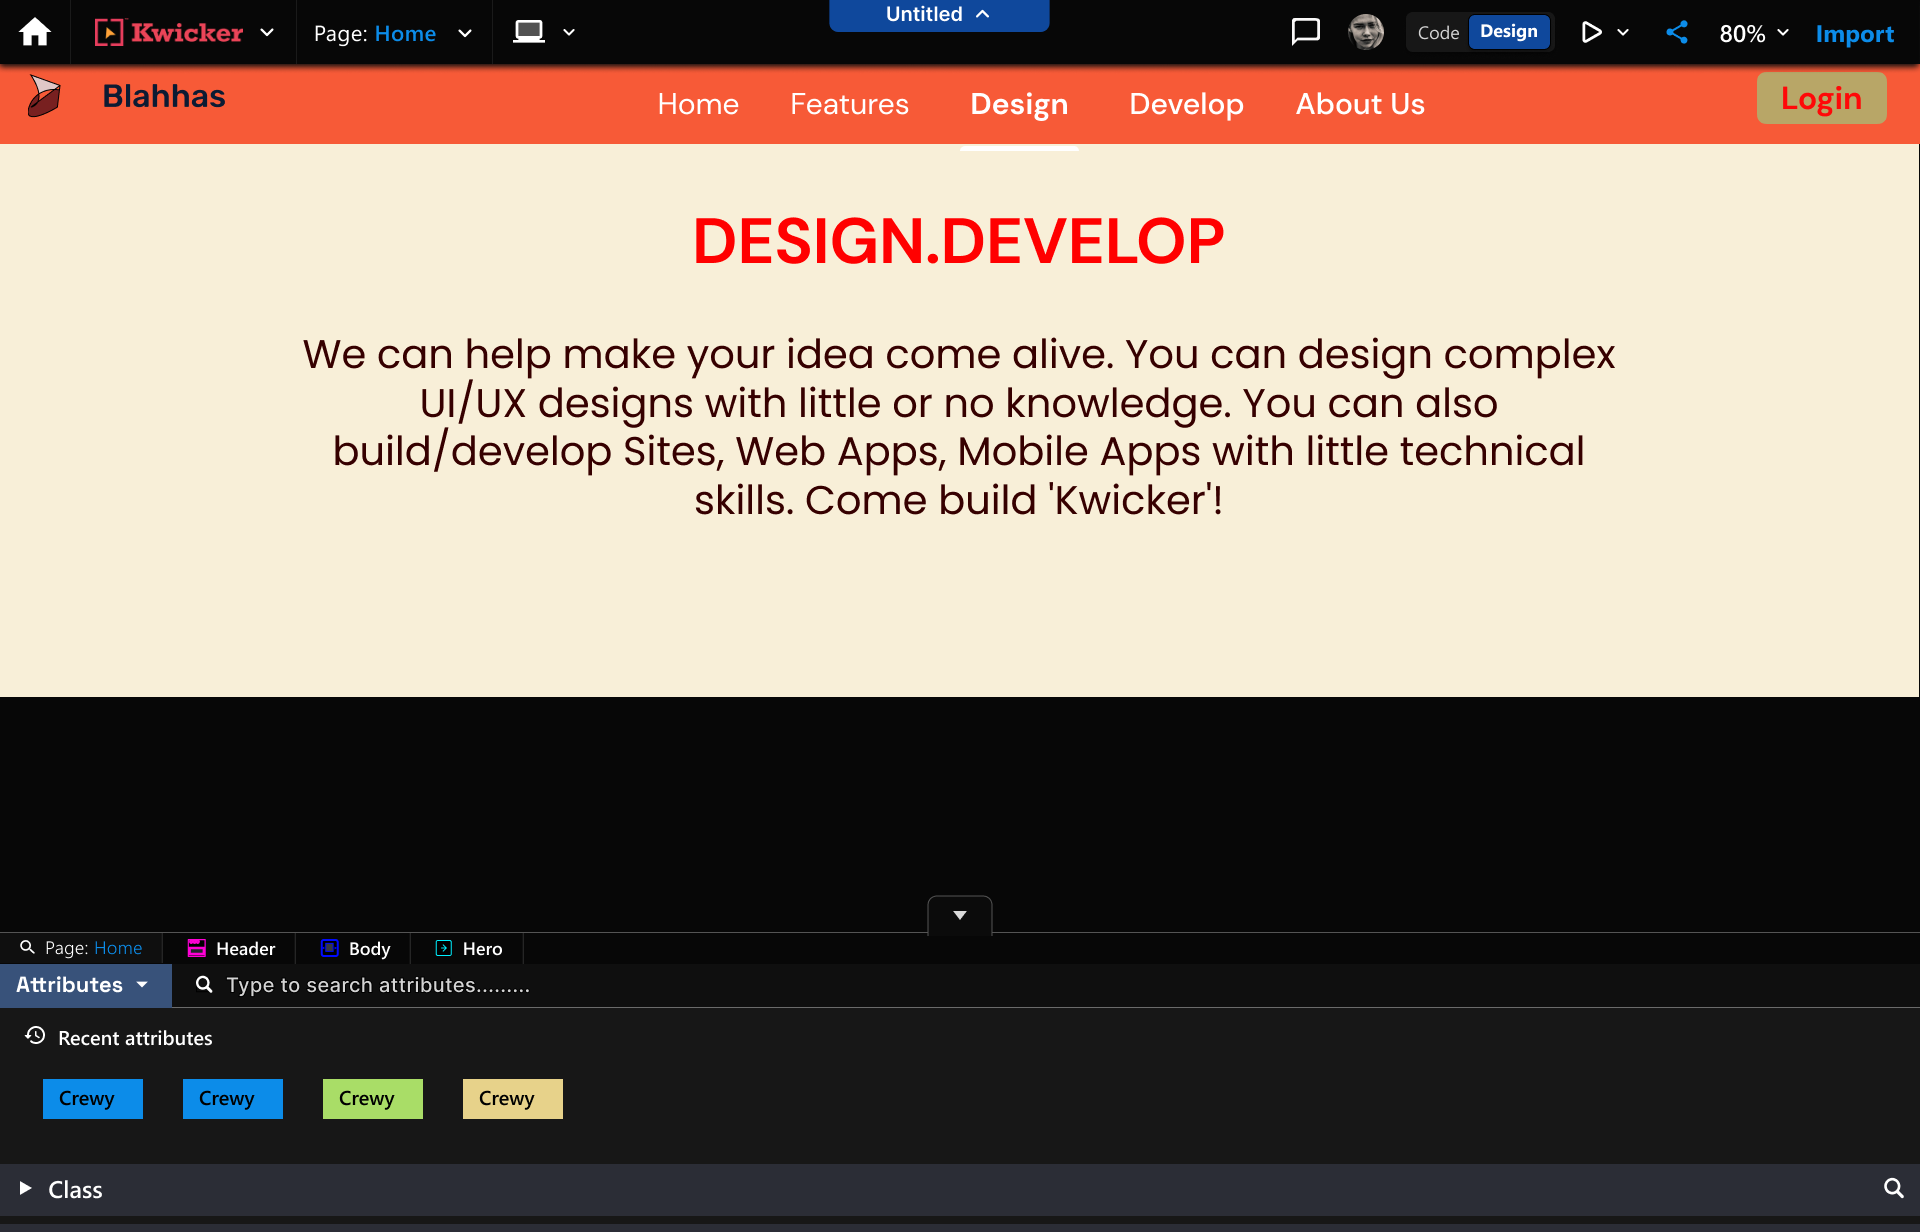 Kwicker Page: Home Untitled Code Design 80% Import
Blahhas Home Features Design Develop About Us Login
DESIGN.DEVELOP
We can help make your idea come alive. You can design complex
UI/UX designs with little or no knowledge. You can also
build/develop Sites, Web Apps, Mobile Apps with little technical
skills. Come build 'Kwicker'!
Page: Home Header Body Hero
Attributes Type to search attributes.........
Recent attributes
Crewy Crewy Crewy Crewy
Class